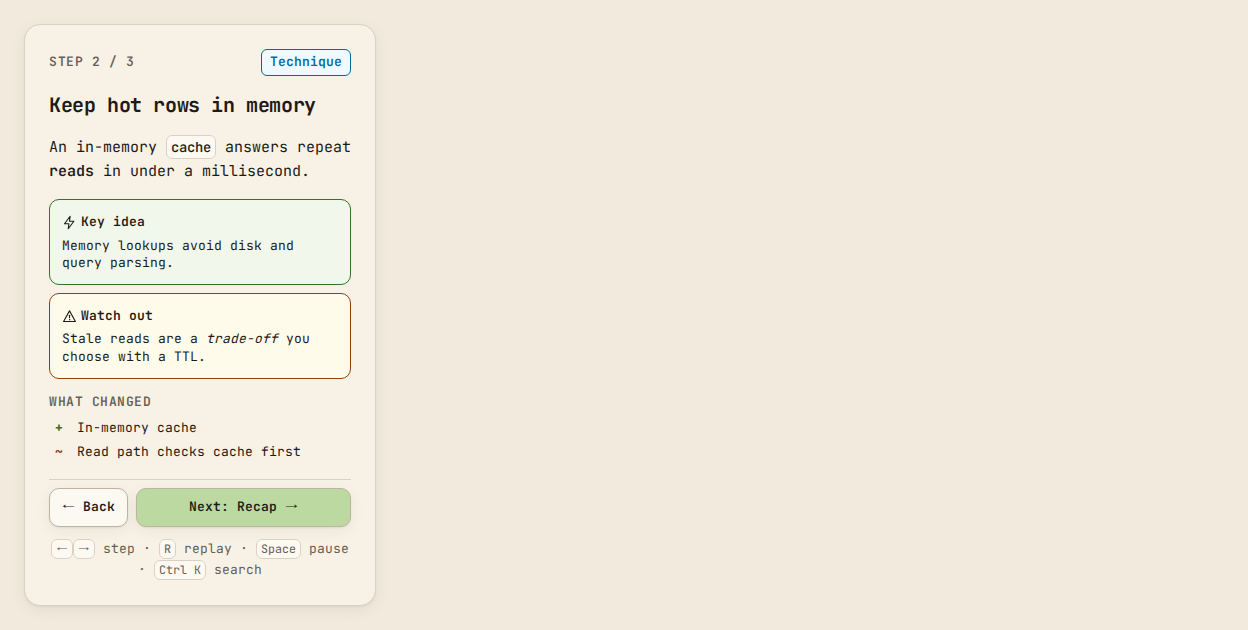 STEP 2 / 3 Technique
Keep hot rows in memory
An in-memory cache answers repeat
reads in under a millisecond.
Key idea
Memory lookups avoid disk and
query parsing.
Watch out
Stale reads are a trade-off you
choose with a TTL.
WHAT CHANGED
+ In-memory cache
~ Read path checks cache first
← Back Next: Recap →
← → step · R replay · Space pause
· Ctrl K search